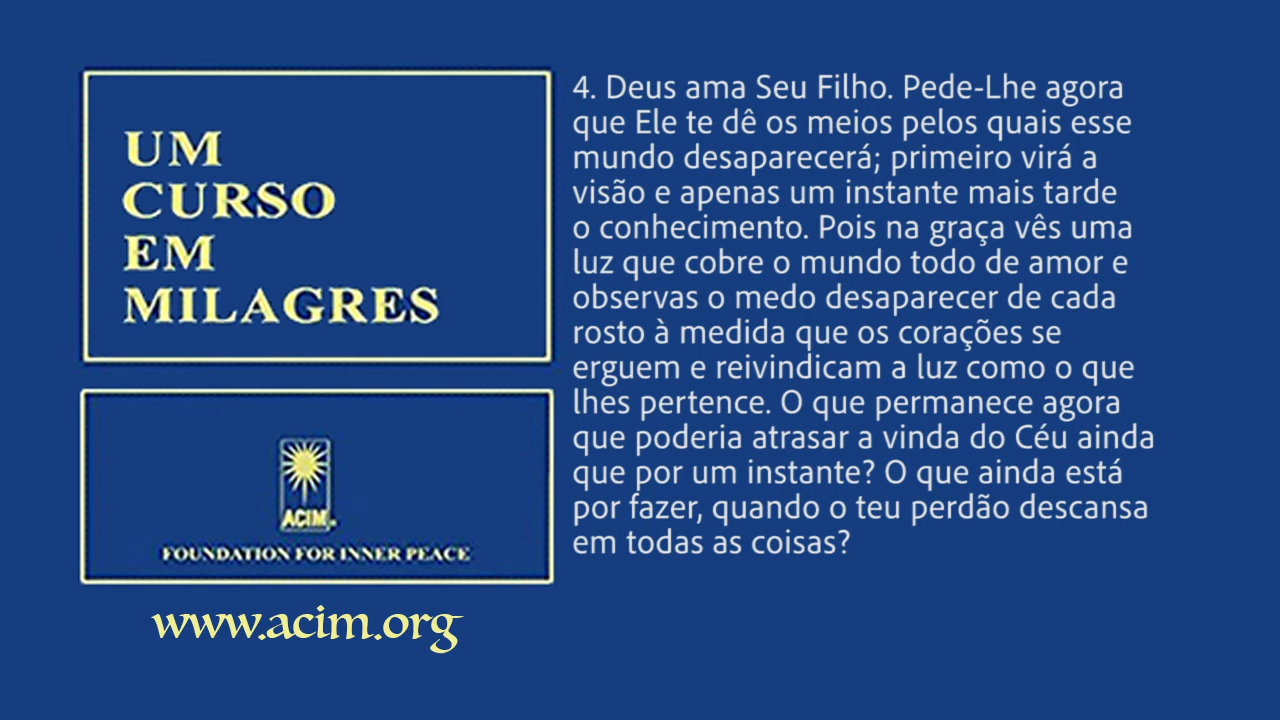 UM
CURSO
EM
MILAGRES
ACIM
FOUNDATION FOR INNER PEACE
www.acim.org
4. Deus ama Seu Filho. Pede-Lhe agora
que Ele te dê os meios pelos quais esse
mundo desaparecerá; primeiro virá a
visão e apenas um instante mais tarde
o conhecimento. Pois na graça vês uma
luz que cobre o mundo todo de amor e
observas o medo desaparecer de cada
rosto à medida que os corações se
erguem e reivindicam a luz como o que
lhes pertence. O que permanece agora
que poderia atrasar a vinda do Céu ainda
que por um instante? O que ainda está
por fazer, quando o teu perdão descansa
em todas as coisas?